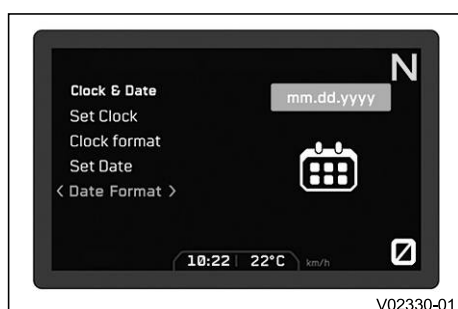 N
Clock & Date
mm.dd.yyyy
Set Clock
Clock format
Set Date
< Date Format >
10:22 22°C km/h
0
V02330-01